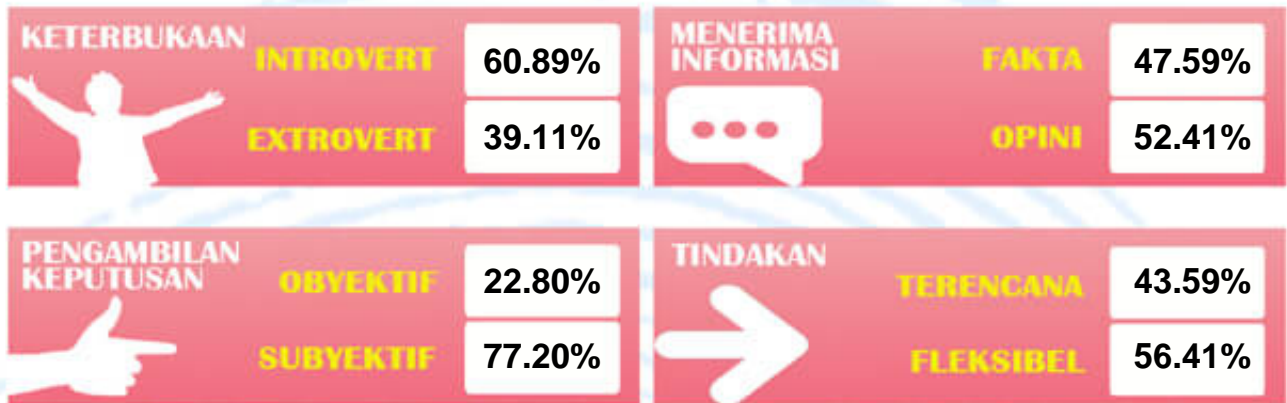 KETERBUKAAN
INTROVERT 60.89%
EXTROVERT 39.11%
MENERIMA
INFORMASI
FAKTA 47.59%
OPINI 52.41%
PENGAMBILAN
KEPUTUSAN
OBYEKTIF 22.80%
SUBYEKTIF 77.20%
TINDAKAN
TERENCANA 43.59%
FLEKSIBEL 56.41%